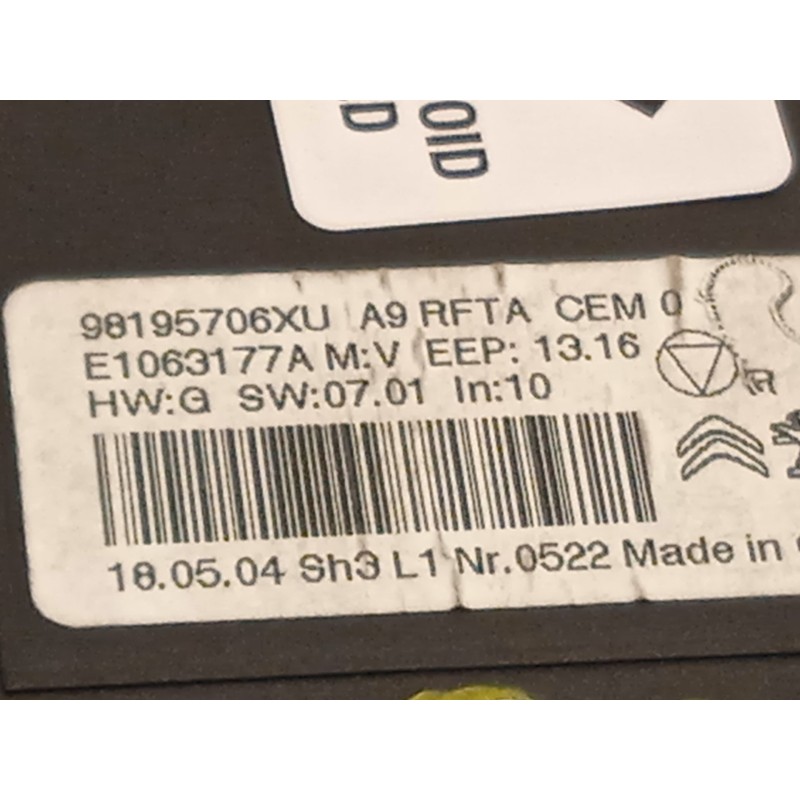 OID
D
98195706XU A9 RFTA CEM 0
E1063177A M:V EEP: 13.16
HW:G SW:07.01 In:10
18.05.04 Sh3 L1 Nr.0522 Made in